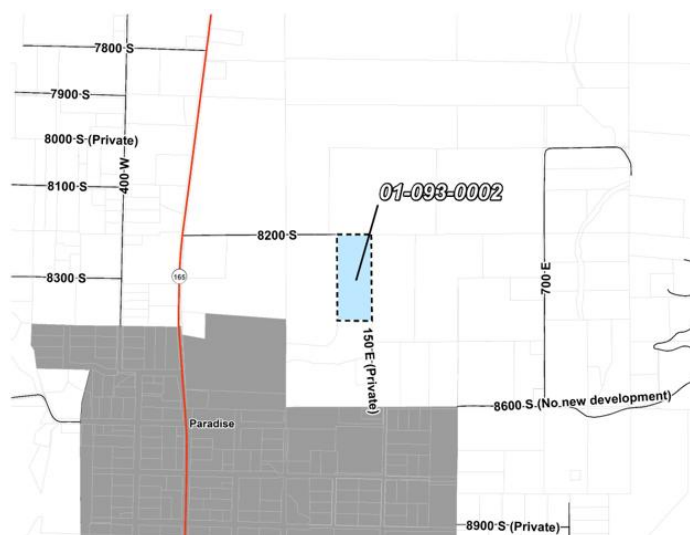 7800 S
7900 S
8000 S (Private)
400 W
8100 S
01-093-0002
8200 S
165
8300 S
700 E
150 E (Private)
8600 S (No new development)
Paradise
8900 S (Private)